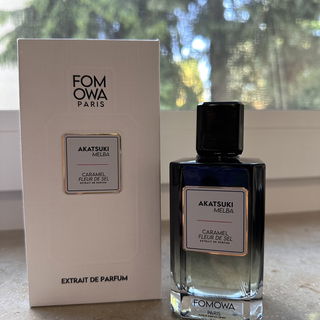 FOM
OWA
PARIS
AKATSUKI
MELBA
CARAMEL
FLEUR DE SEL
EXTRAIT DE PARFUM
EXTRAIT DE PARFUM
AKATSUKI
MELBA
CARAMEL
FLEUR DE SEL
EXTRAIT DE PARFUM
FOMOWA
PARIS